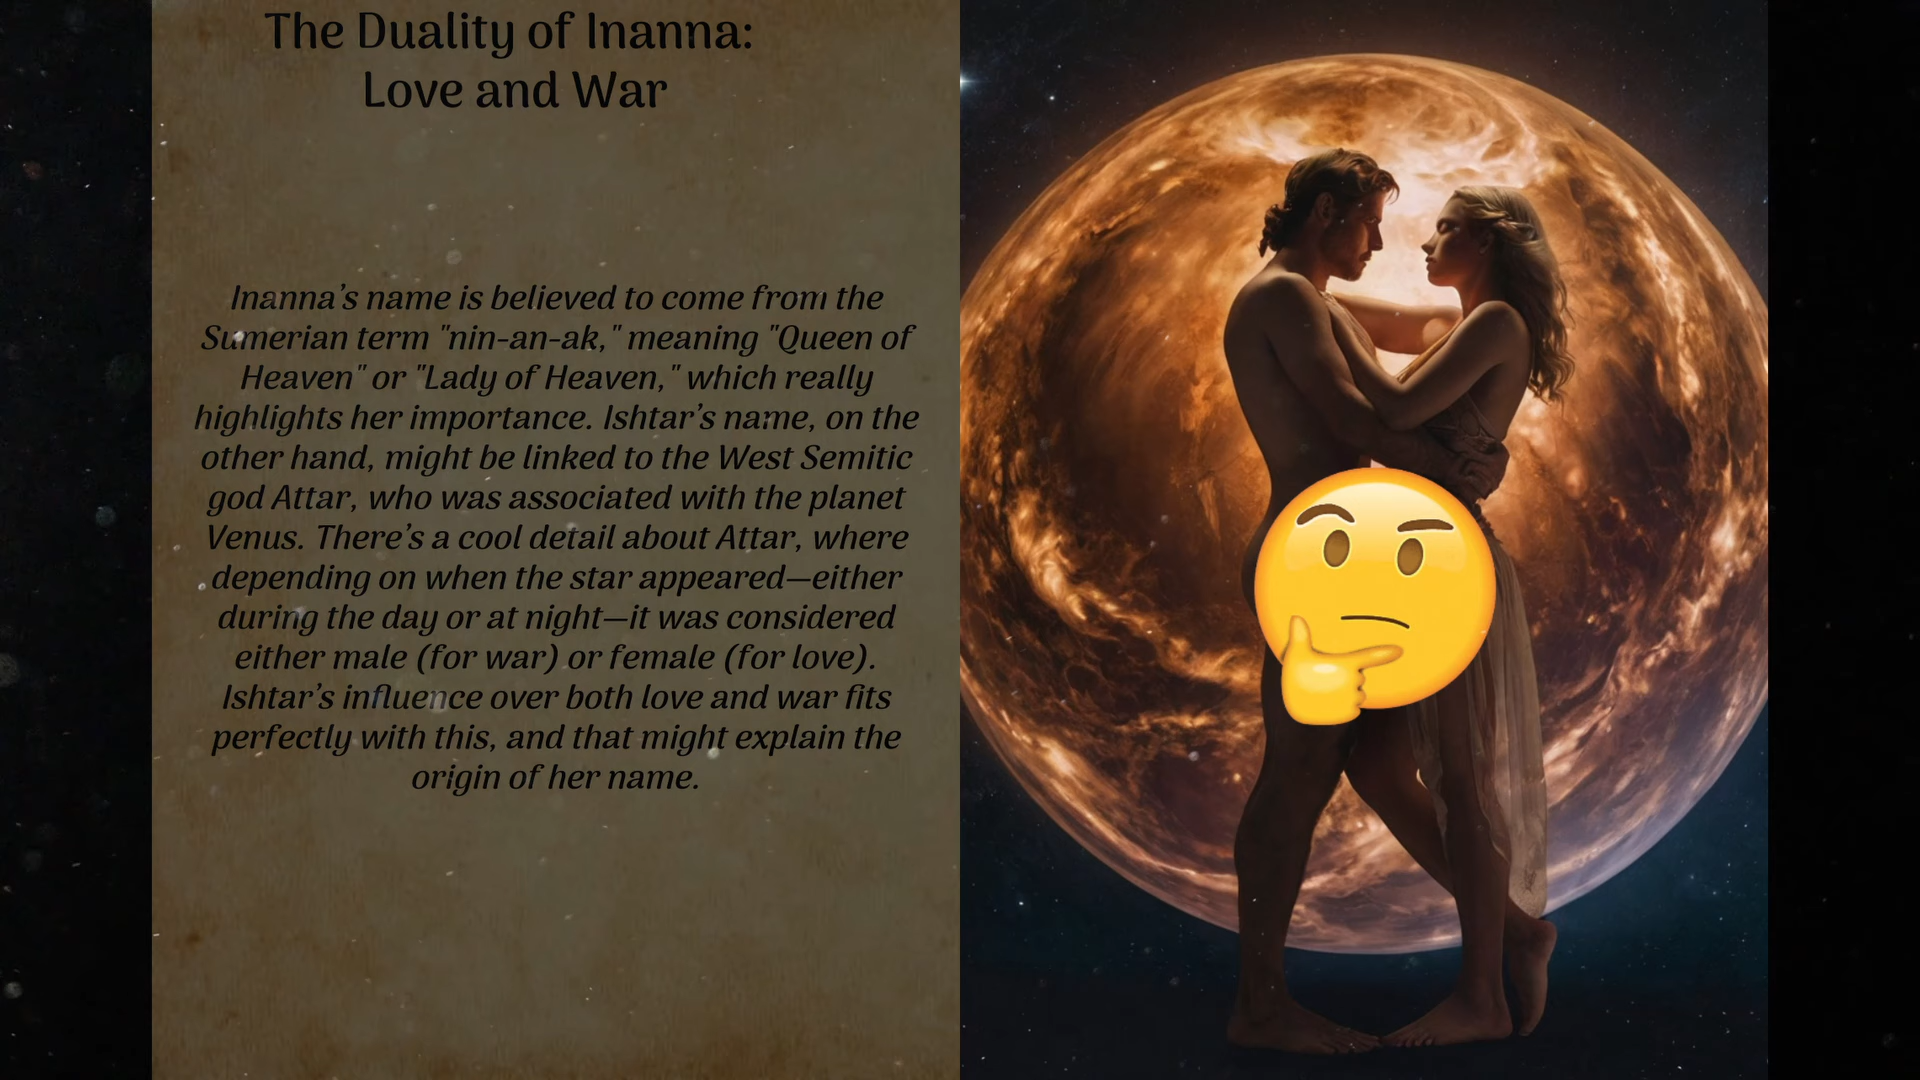 The Duality of Inanna:
Love and War
Inanna’s name is believed to come from the
Sumerian term "nin-an-ak," meaning "Queen of
Heaven" or "Lady of Heaven," which really
highlights her importance. Ishtar’s name, on the
other hand, might be linked to the West Semitic
god Attar, who was associated with the planet
Venus. There’s a cool detail about Attar, where
depending on when the star appeared—either
during the day or at night—it was considered
either male (for war) or female (for love).
Ishtar’s influence over both love and war fits
perfectly with this, and that might explain the
origin of her name.